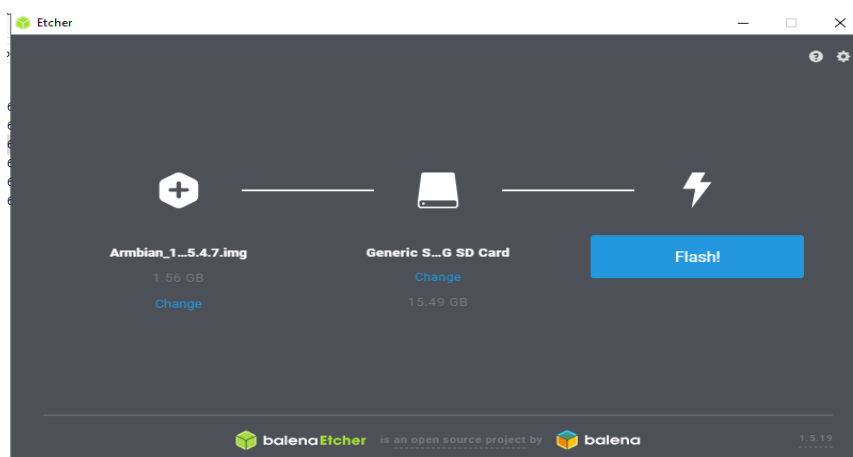 Etcher
Armbian_1...5.4.7.img
1.56 GB
Change
Generic S...G SD Card
Change
15.49 GB
Flash!
balenaEtcher is an open source project by balena
1.5.19